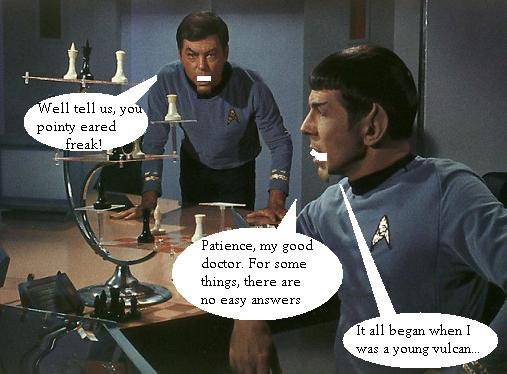 Well tell us, you
pointy eared
freak!
Patience, my good
doctor. For some
things, there are
no easy answers
It all began when I
was a young vulcan...